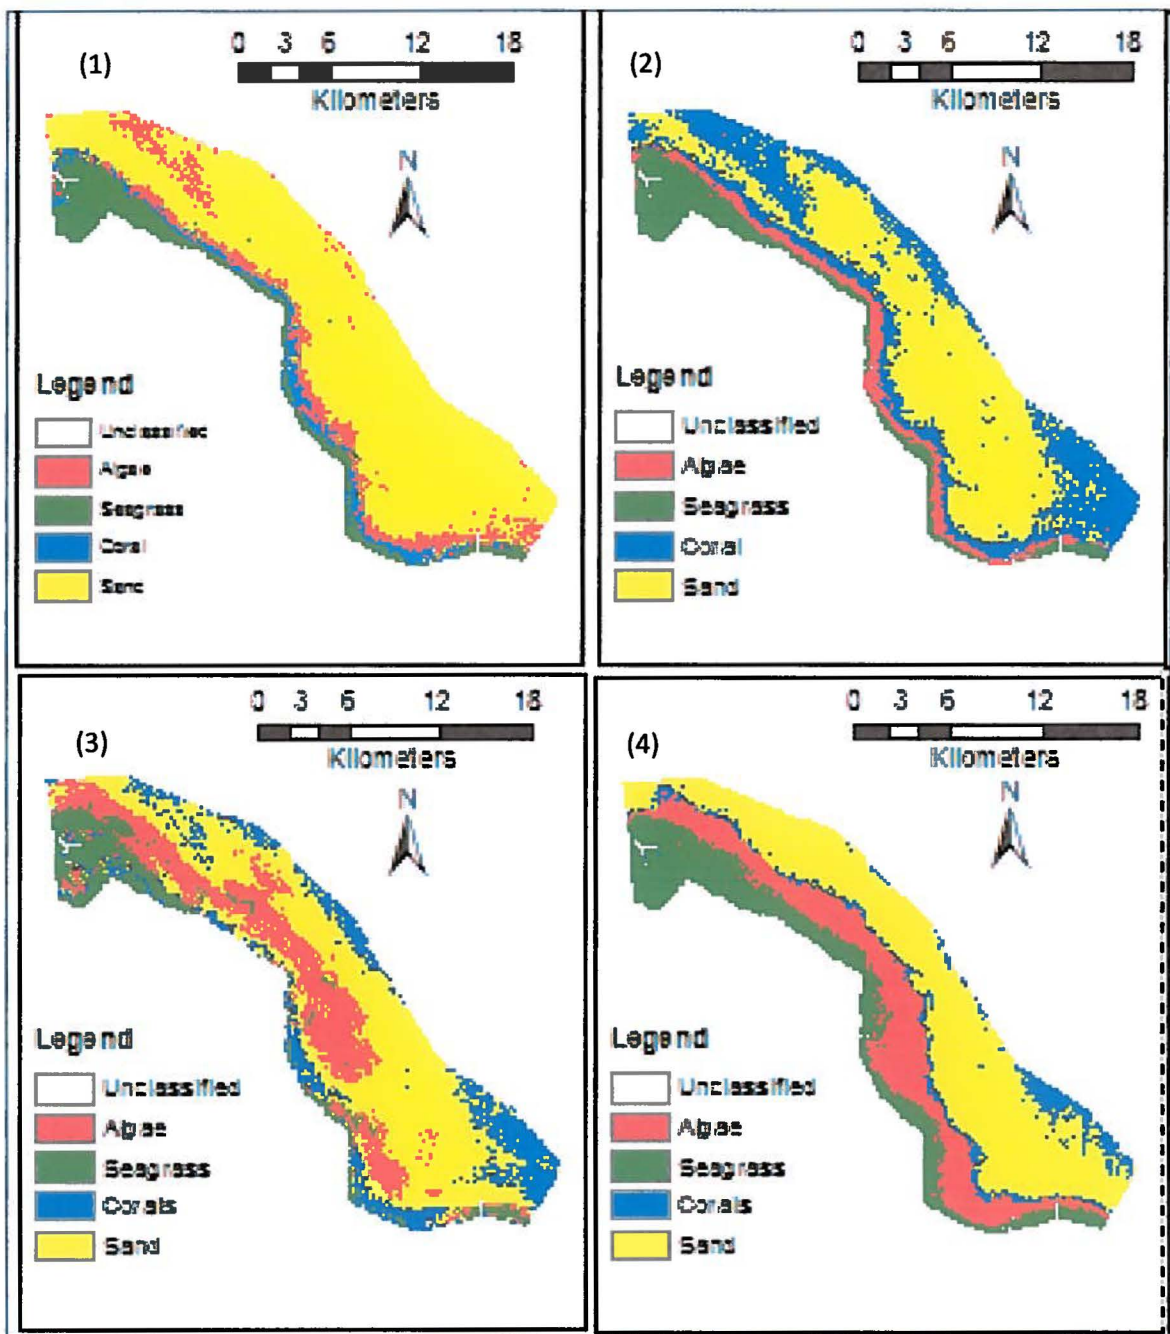 (1)
0 3 6 12 18
Kilometers
N
Legend
Unclassified
Algae
Seagrass
Coral
Sand
(2)
0 3 6 12 18
Kilometers
N
Legend
Unclassified
Algae
Seagrass
Coral
Sand
(3)
0 3 6 12 18
Kilometers
N
Legend
Unclassified
Algae
Seagrass
Corals
Sand
(4)
0 3 6 12 18
Kilometers
N
Legend
Unclassified
Algae
Seagrass
Corals
Sand